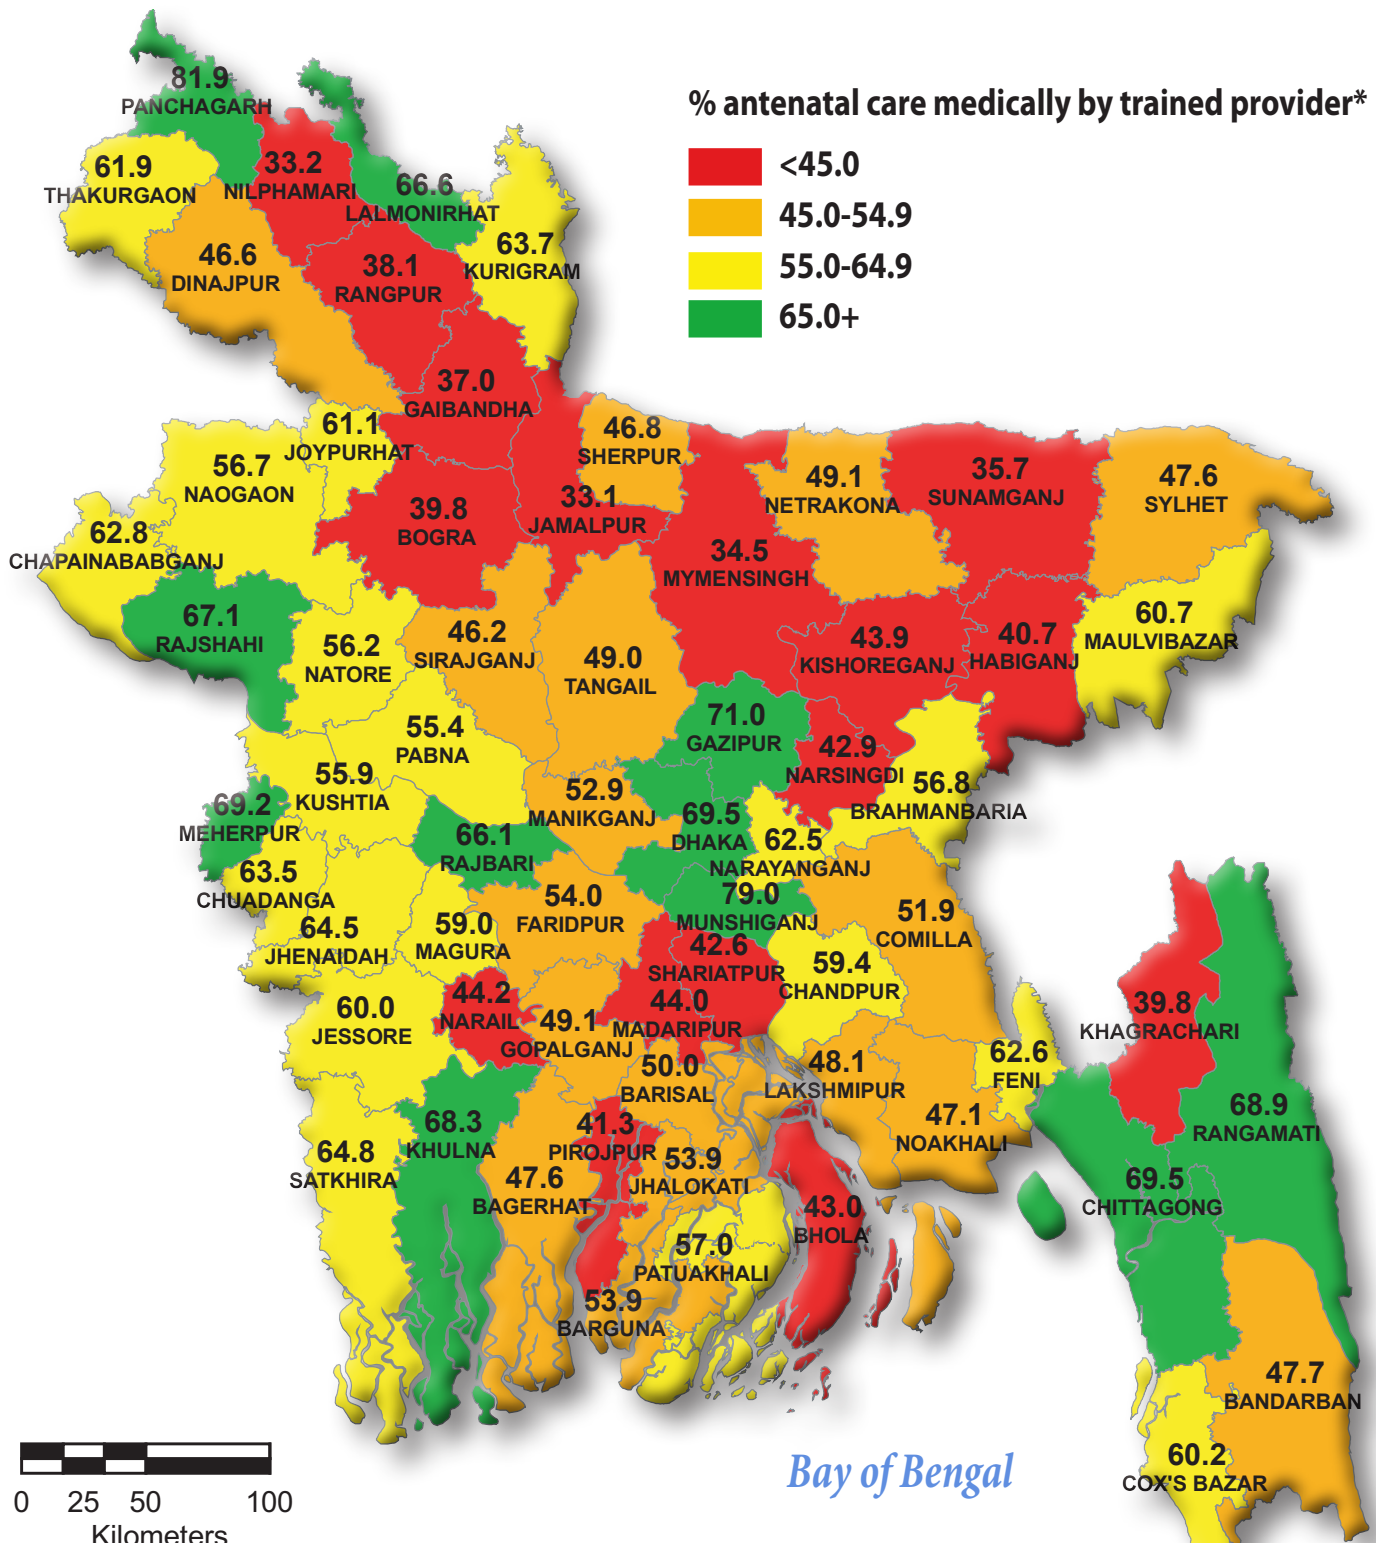 % antenatal care medically by trained provider*
<45.0
45.0-54.9
55.0-64.9
65.0+
81.9
PANCHAGARH
61.9
THAKURGAON
33.2
NILPHAMARI
66.6
LALMONIRHAT
46.6
DINAJPUR
38.1
RANGPUR
63.7
KURIGRAM
37.0
GAIBANDHA
61.1
JOYPURHAT
46.8
SHERPUR
56.7
NAOGAON
49.1
NETRAKONA
35.7
SUNAMGANJ
47.6
SYLHET
39.8
BOGRA
33.1
JAMALPUR
62.8
CHAPAINABABGANJ
34.5
MYMENSINGH
67.1
RAJSHAHI
56.2
NATORE
46.2
SIRAJGANJ
49.0
TANGAIL
43.9
KISHOREGANJ
40.7
HABIGANJ
60.7
MAULVIBAZAR
55.4
PABNA
71.0
GAZIPUR
42.9
NARSINGDI
55.9
KUSHTIA
52.9
MANIKGANJ
56.8
BRAHMANBARIA
69.2
MEHERPUR
66.1
RAJBARI
69.5
DHAKA
62.5
NARAYANGANJ
63.5
CHUADANGA
54.0
FARIDPUR
79.0
MUNSHIGANJ
51.9
COMILLA
64.5
JHENAIDAH
59.0
MAGURA
42.6
SHARIATPUR
59.4
CHANDPUR
60.0
JESSORE
44.2
NARAIL
49.1
GOPALGANJ
44.0
MADARIPUR
39.8
KHAGRACHARI
50.0
BARISAL
48.1
LAKSHMIPUR
62.6
FENI
68.3
KHULNA
41.3
PIROJPUR
47.1
NOAKHALI
68.9
RANGAMATI
64.8
SATKHIRA
47.6
BAGERHAT
53.9
JHALOKATI
69.5
CHITTAGONG
43.0
BHOLA
57.0
PATUAKHALI
53.9
BARGUNA
47.7
BANDARBAN
60.2
COX'S BAZAR
Bay of Bengal
0 25 50 100
Kilometers